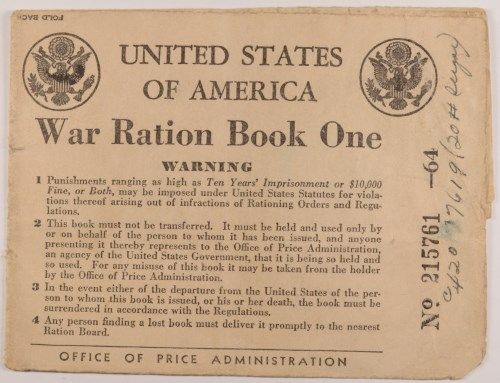 FOLD BACK
UNITED STATES
OF AMERICA
War Ration Book One
WARNING
1 Punishments ranging as high as Ten Years' Imprisonment or $10,000
Fine, or Both, may be imposed under United States Statutes for viola-
tions thereof arising out of infractions of Rationing Orders and Regu-
lations.
2 This book must not be transferred. It must be held and used only by
or on behalf of the person to whom it has been issued, and anyone
presenting it thereby represents to the Office of Price Administration,
an agency of the United States Government, that it is being so held and
so used. For any misuse of this book it may be taken from the holder
by the Office of Price Administration.
3 In the event either of the departure from the United States of the per-
son to whom this book is issued, or his or her death, the book must be
surrendered in accordance with the Regulations.
4 Any person finding a lost book must deliver it promptly to the nearest
Ration Board.
OFFICE OF PRICE ADMINISTRATION
No 215761 -64